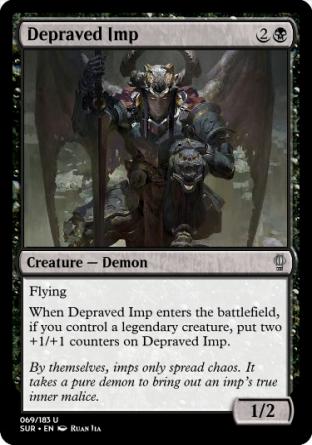 Depraved Imp 2
Creature — Demon
Flying
When Depraved Imp enters the battlefield,
if you control a legendary creature, put two
+1/+1 counters on Depraved Imp.
By themselves, imps only spread chaos. It
takes a pure demon to bring out an imp's true
inner malice.
069/183 U
SUR • EN Ruan Jia
1/2